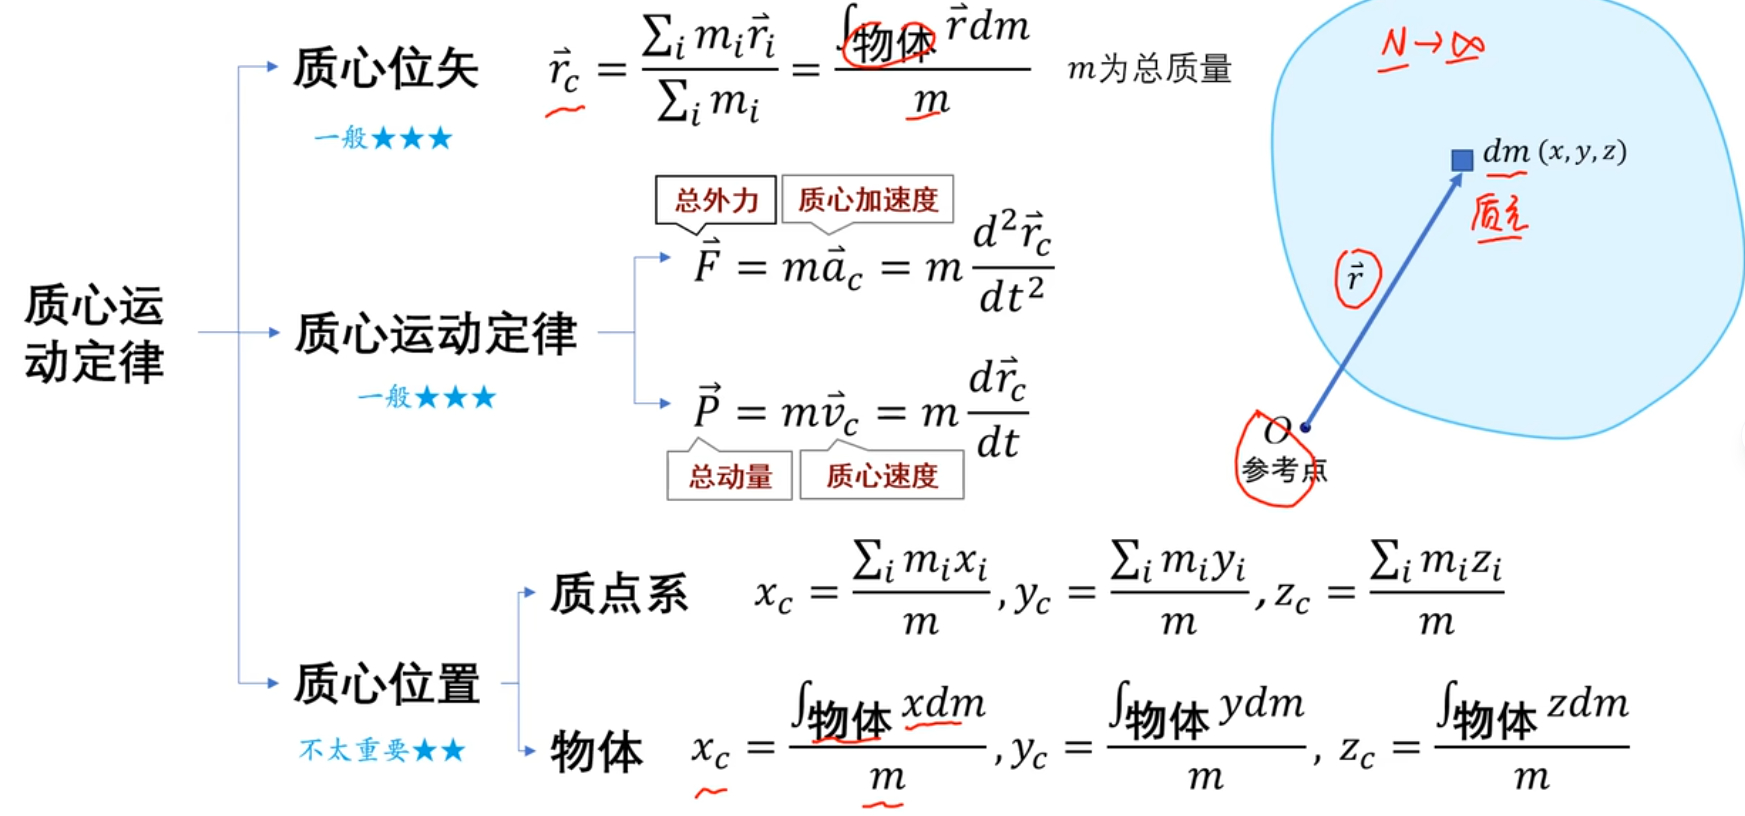 质心运
动定律
质心位矢 $\vec{r}_c = \frac{\sum_i m_i \vec{r}_i}{\sum_i m_i} = \frac{\int_{物体} \vec{r} dm}{m}$ m为总质量
一般★★★
总外力 质心加速度
质心运动定律 $\vec{F} = m\vec{a}_c = m\frac{d^2\vec{r}_c}{dt^2}$
一般★★★
$\vec{P} = m\vec{v}_c = m\frac{d\vec{r}_c}{dt}$
总动量 质心速度
质心位置
不太重要★★
质点系 $x_c = \frac{\sum_i m_i x_i}{m}, y_c = \frac{\sum_i m_i y_i}{m}, z_c = \frac{\sum_i m_i z_i}{m}$
物体 $x_c = \frac{\int_{物体} xdm}{m}, y_c = \frac{\int_{物体} ydm}{m}, z_c = \frac{\int_{物体} zdm}{m}$
N→∞
dm (x, y, z)
质元
$\vec{r}$
O
参考点